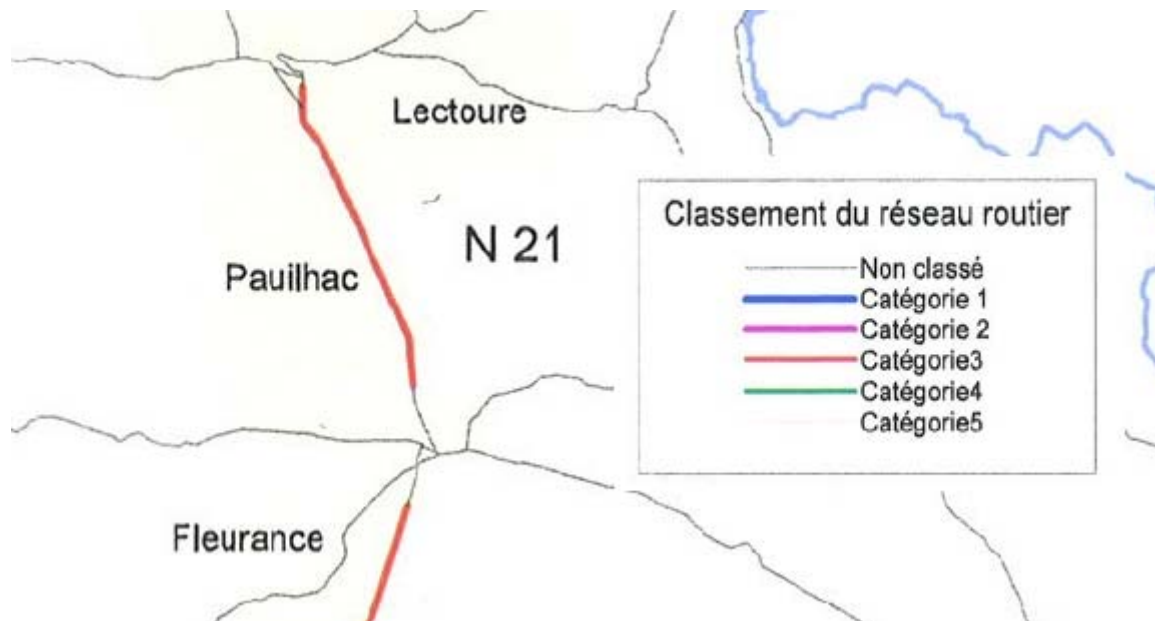 Lectoure
N 21
Pauilhac
Fleurance
Classement du réseau routier
Non classé
Catégorie 1
Catégorie 2
Catégorie3
Catégorie4
Catégorie5